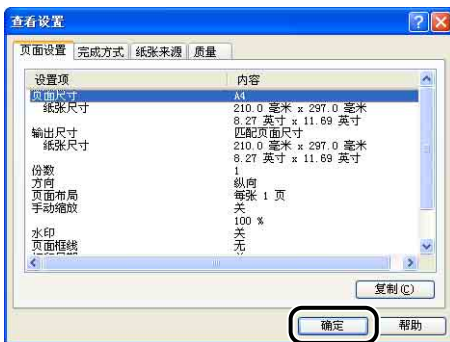 查看设置
页面设置 完成方式 纸张来源 质量
设置项 内容
页面尺寸 A4
纸张尺寸 210.0 毫米 x 297.0 毫米
8.27 英寸 x 11.69 英寸
输出尺寸 匹配页面尺寸
纸张尺寸 210.0 毫米 x 297.0 毫米
8.27 英寸 x 11.69 英寸
份数 1
方向 纵向
页面布局 每张 1 页
手动缩放 关
100 %
水印 关
页面框线 无
复制(C)
确定 帮助